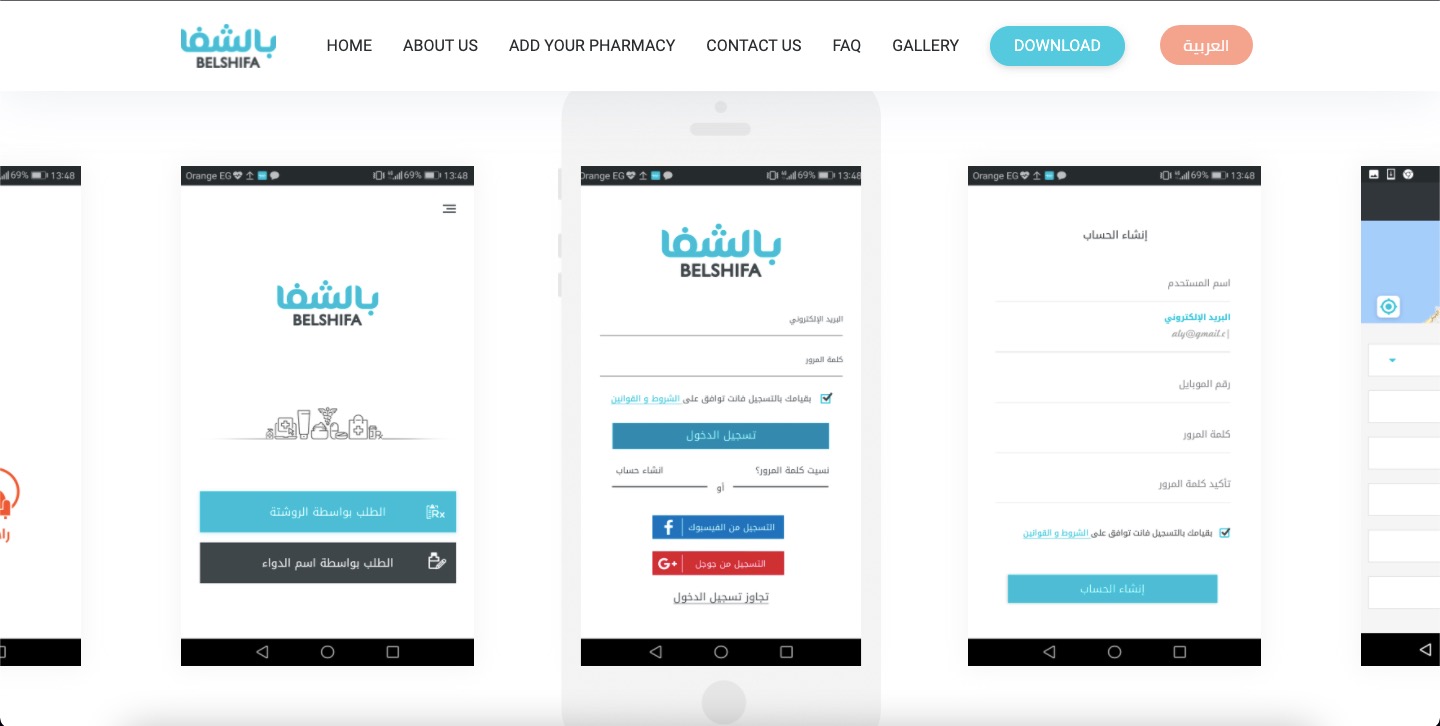 بالشفا
BELSHIFA
HOME
ABOUT US
ADD YOUR PHARMACY
CONTACT US
FAQ
GALLERY
DOWNLOAD
العربية
69% 13:48
Orange EG 69% 13:48
بالشفا
BELSHIFA
الطلب بواسطة الروشتة
Rx
الطلب بواسطة اسم الدواء
Orange EG 69% 13:48
بالشفا
BELSHIFA
البريد الإلكتروني
كلمة المرور
بقيامك بالتسجيل فانت توافق على الشروط و القوانين
تسجيل الدخول
نسيت كلمة المرور؟
انشاء حساب
أو
التسجيل من الفيسبوك
التسجيل من جوجل
G+
تجاوز تسجيل الدخول
Orange EG 69% 13:48
إنشاء الحساب
اسم المستخدم
البريد الإلكتروني
aly@gmail.c|
رقم الموبايل
كلمة المرور
تأكيد كلمة المرور
بقيامك بالتسجيل فانت توافق على الشروط و القوانين
إنشاء الحساب